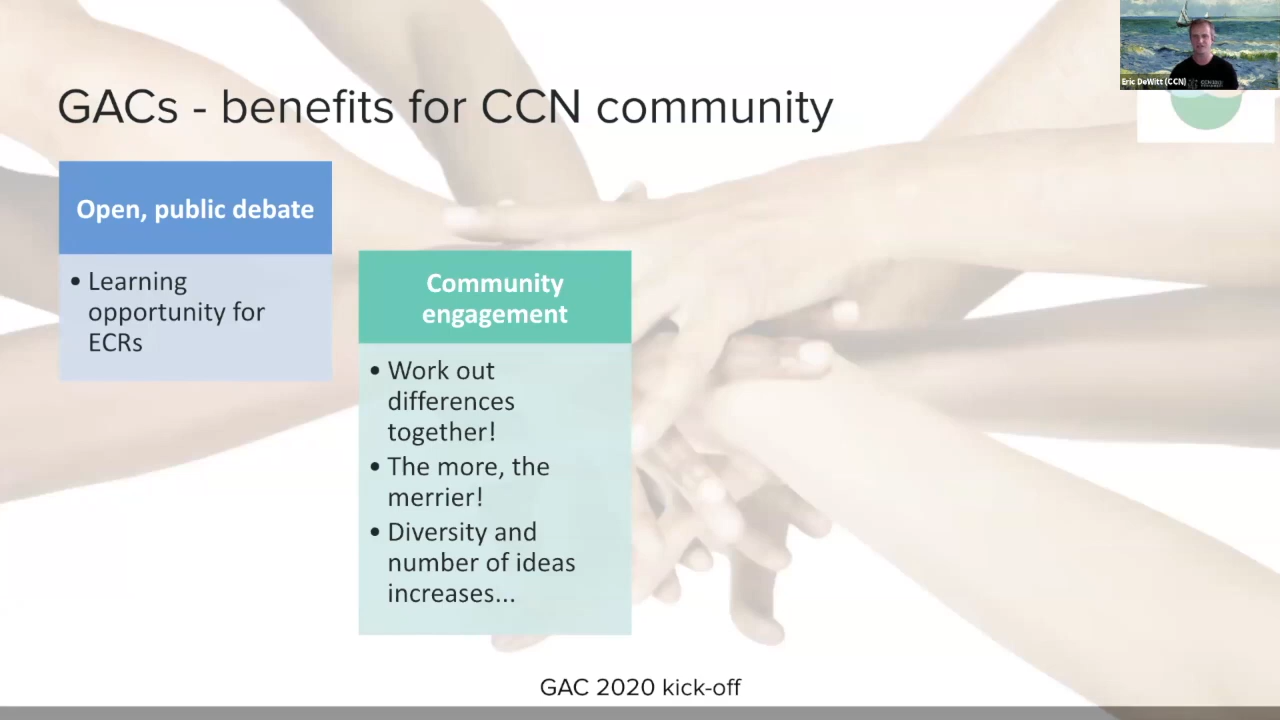 Eric DeWitt (CCN)
GACs - benefits for CCN community
Open, public debate
• Learning
opportunity for
ECRs
Community
engagement
• Work out
differences
together!
• The more, the
merrier!
• Diversity and
number of ideas
increases...
GAC 2020 kick-off